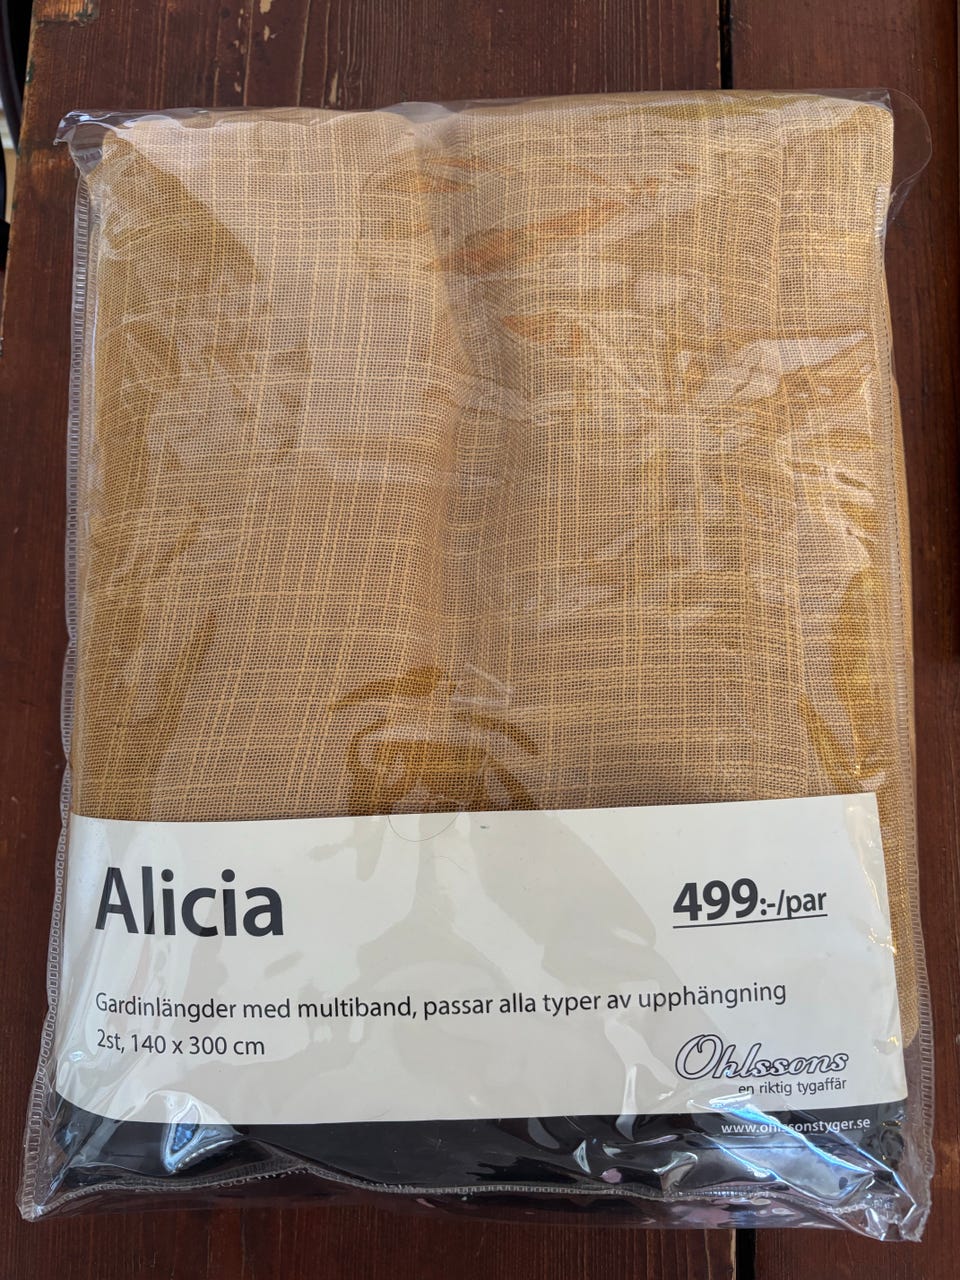 Alicia
499:-/par
Gardinlängder med multiband, passar alla typer av upphängning
2st, 140 x 300 cm
Ohlssons
en riktig tygaffär
www.ohlssonstyger.se